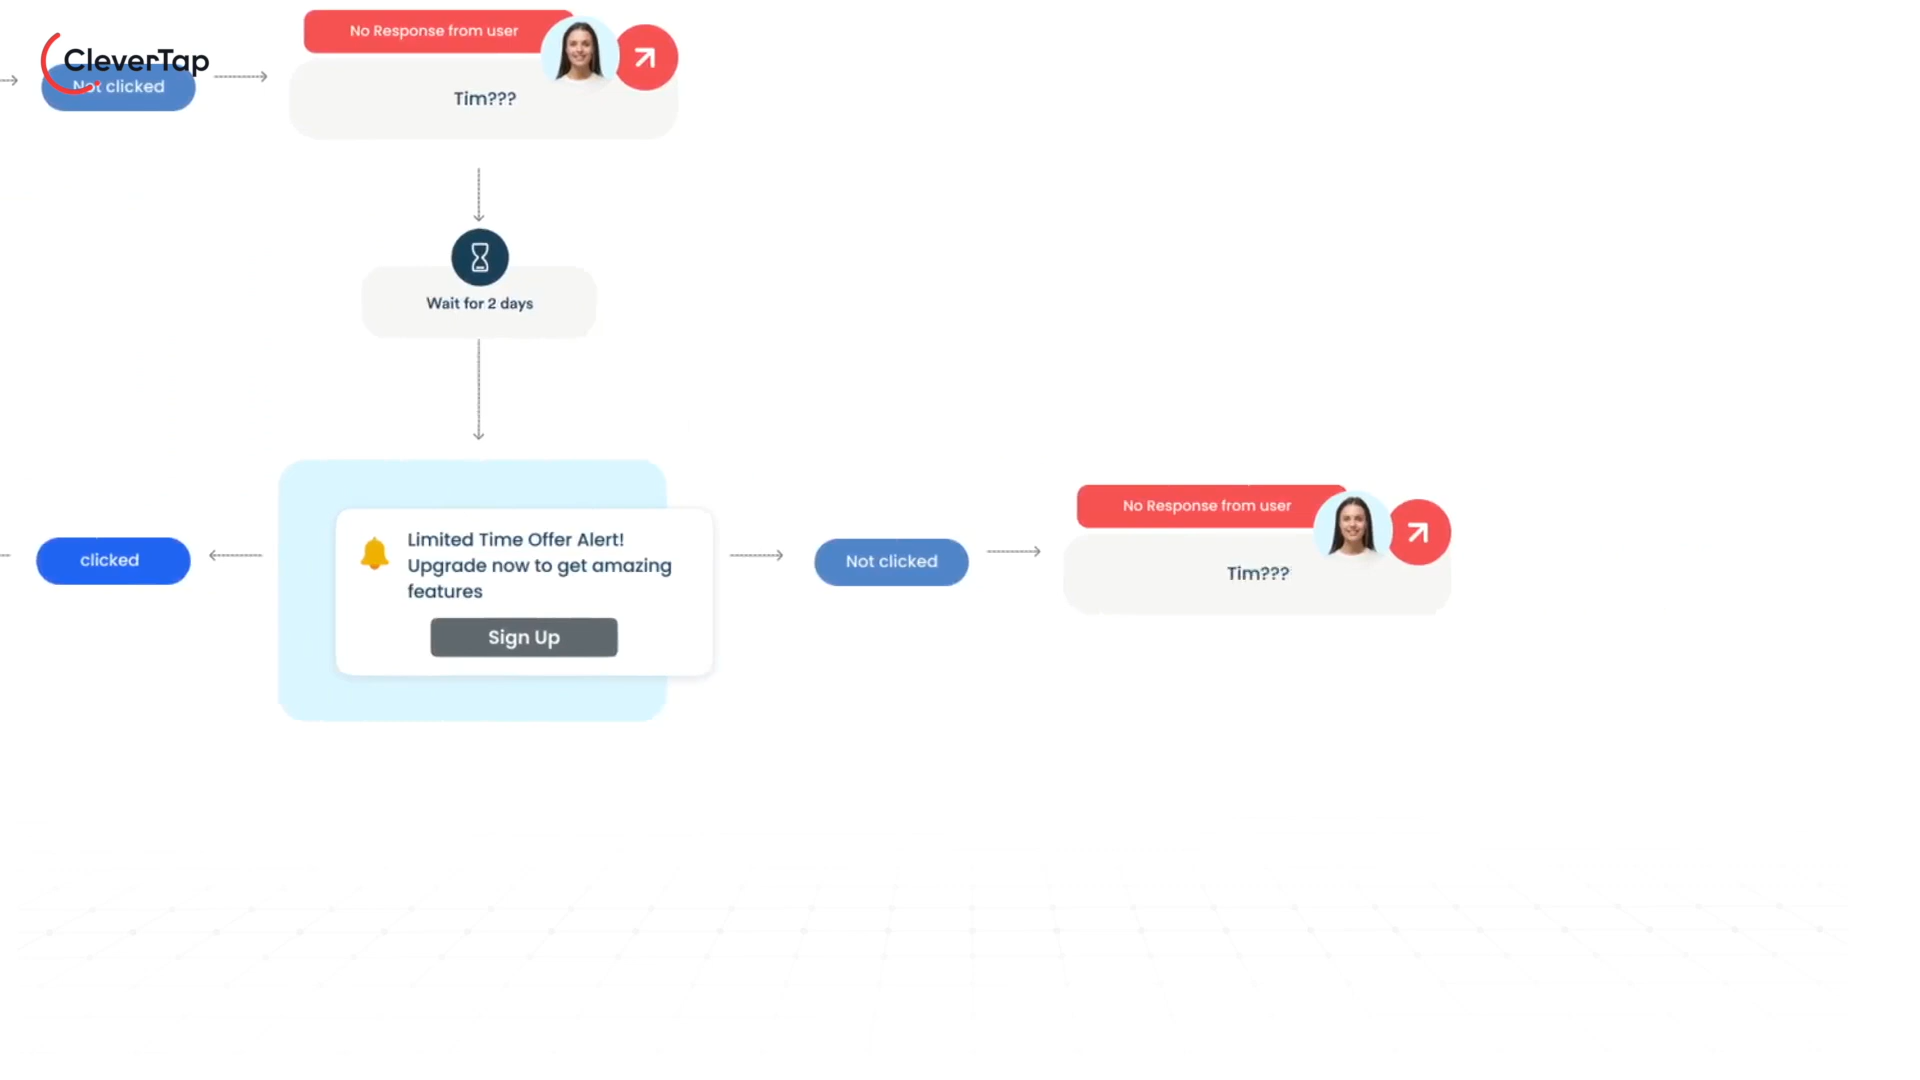 No Response from user
CleverTap
Not clicked
Tim???
Wait for 2 days
Limited Time Offer Alert!
Upgrade now to get amazing
features
Sign Up
clicked
Not clicked
No Response from user
Tim???